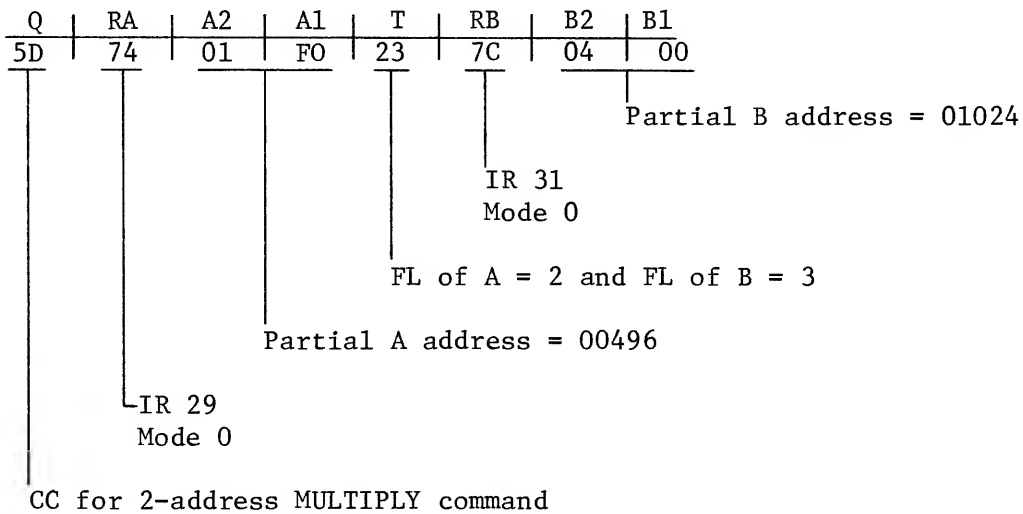 Q | RA | A2 | A1 | T | RB | B2 | B1
5D | 74 | 01 | F0 | 23 | 7C | 04 | 00
Partial B address = 01024
IR 31
Mode 0
FL of A = 2 and FL of B = 3
Partial A address = 00496
IR 29
Mode 0
CC for 2-address MULTIPLY command